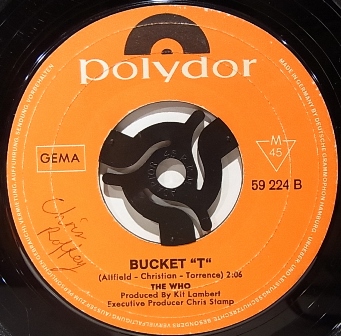 polydor
GEMA
M
45
59 224 B
Chris
BUCKET "T"
(Altfield - Christian - Torrence) 2:06
THE WHO
Produced By Kit Lambert
Executive Producer Chris Stamp
MADE IN GERMANY BY DEUTSCHE GRAMMOPHON HAMBURG